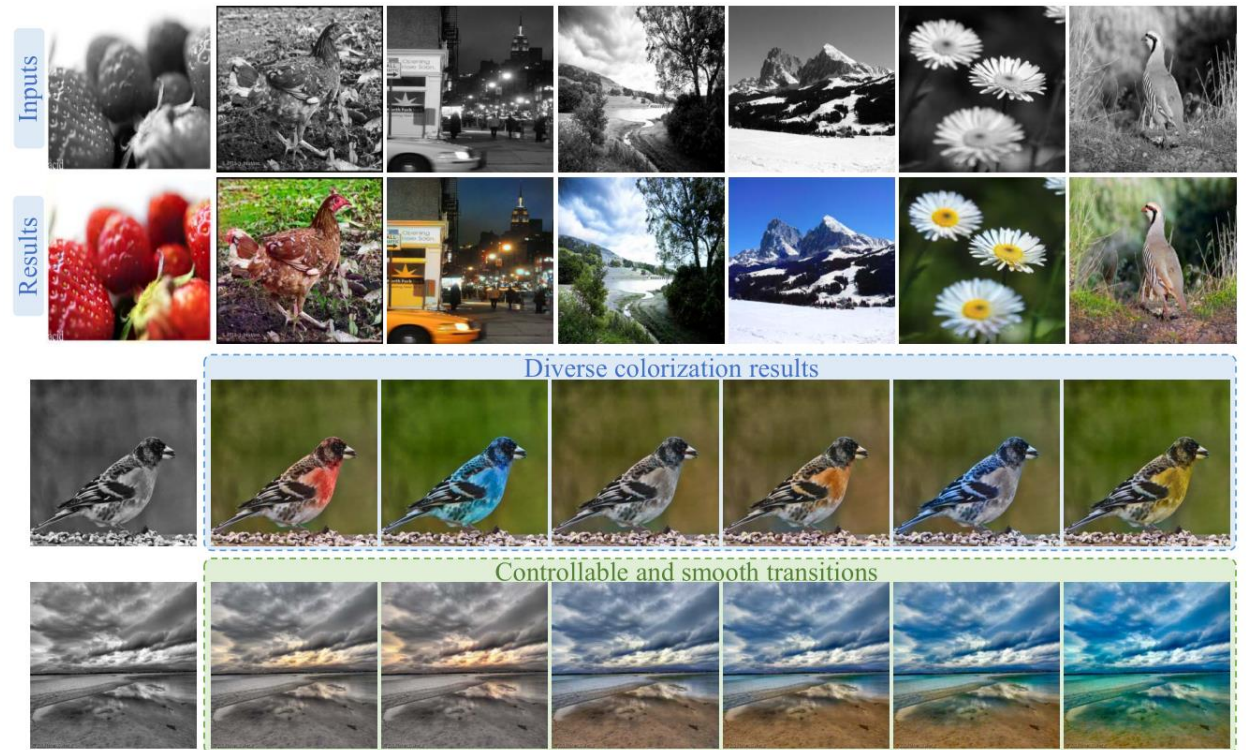 Inputs
Results
Diverse colorization results
Controllable and smooth transitions